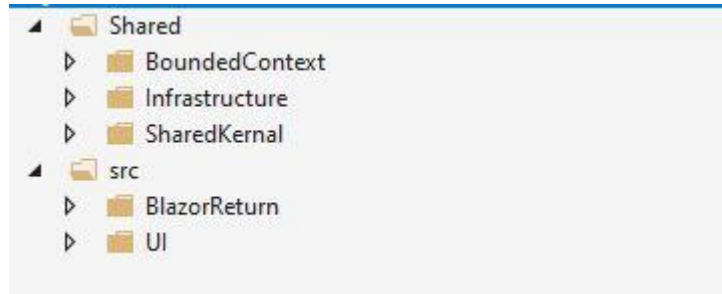 Shared
BoundedContext
Infrastructure
SharedKernal
src
BlazorReturn
UI